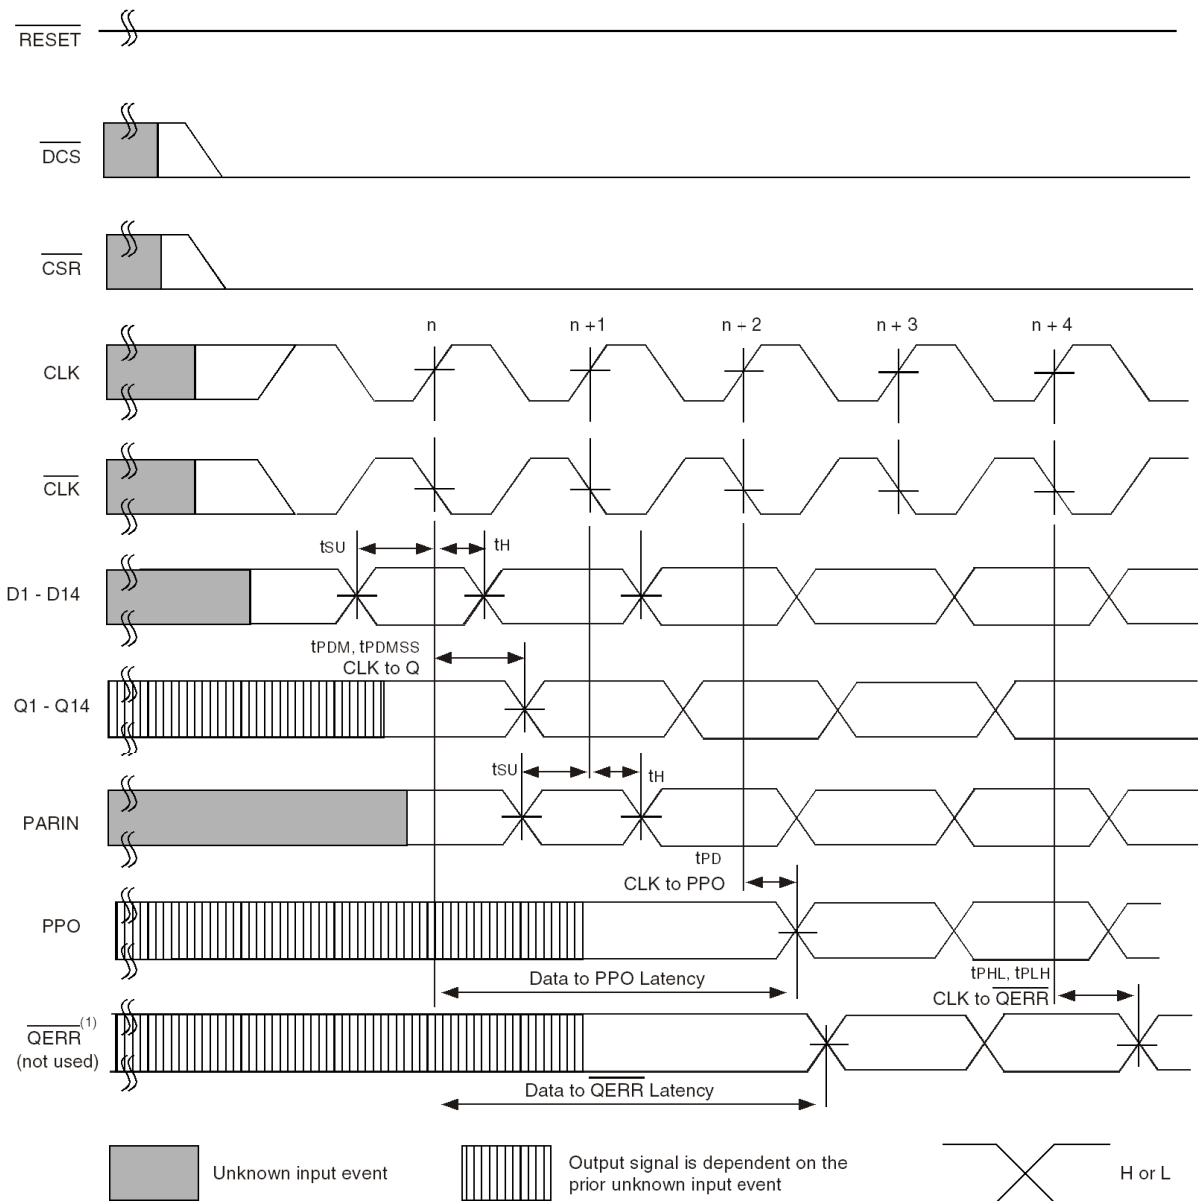 RESET
DCS
CSR
n n +1 n + 2 n + 3 n + 4
CLK
CLK
tSU tH
D1 - D14
tPDM, tPDMSS
CLK to Q
Q1 - Q14
tSU tH
PARIN
tPD
CLK to PPO
PPO
tPHL, tPLH
Data to PPO Latency
CLK to QERR
QERR(1)
(not used)
Data to QERR Latency
Unknown input event
Output signal is dependent on the
prior unknown input event
H or L